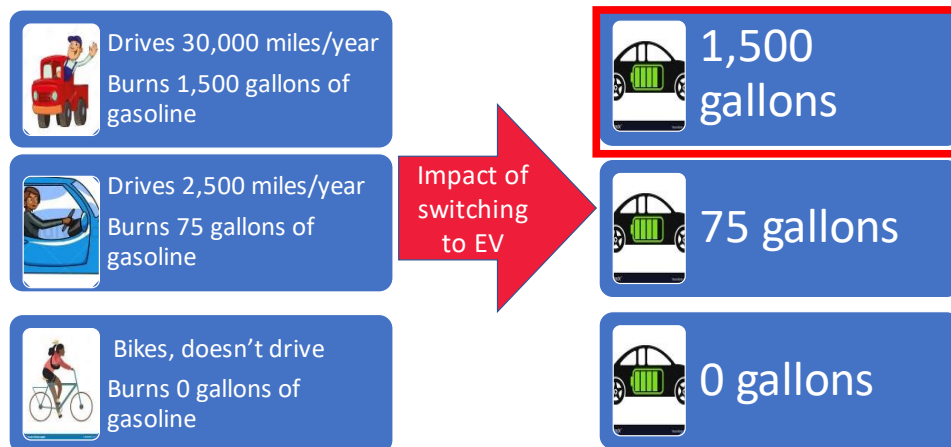 Drives 30,000 miles/year
Burns 1,500 gallons of
gasoline
Drives 2,500 miles/year
Burns 75 gallons of
gasoline
Bikes, doesn’t drive
Burns 0 gallons of
gasoline
Impact of
switching
to EV
1,500
gallons
75 gallons
0 gallons